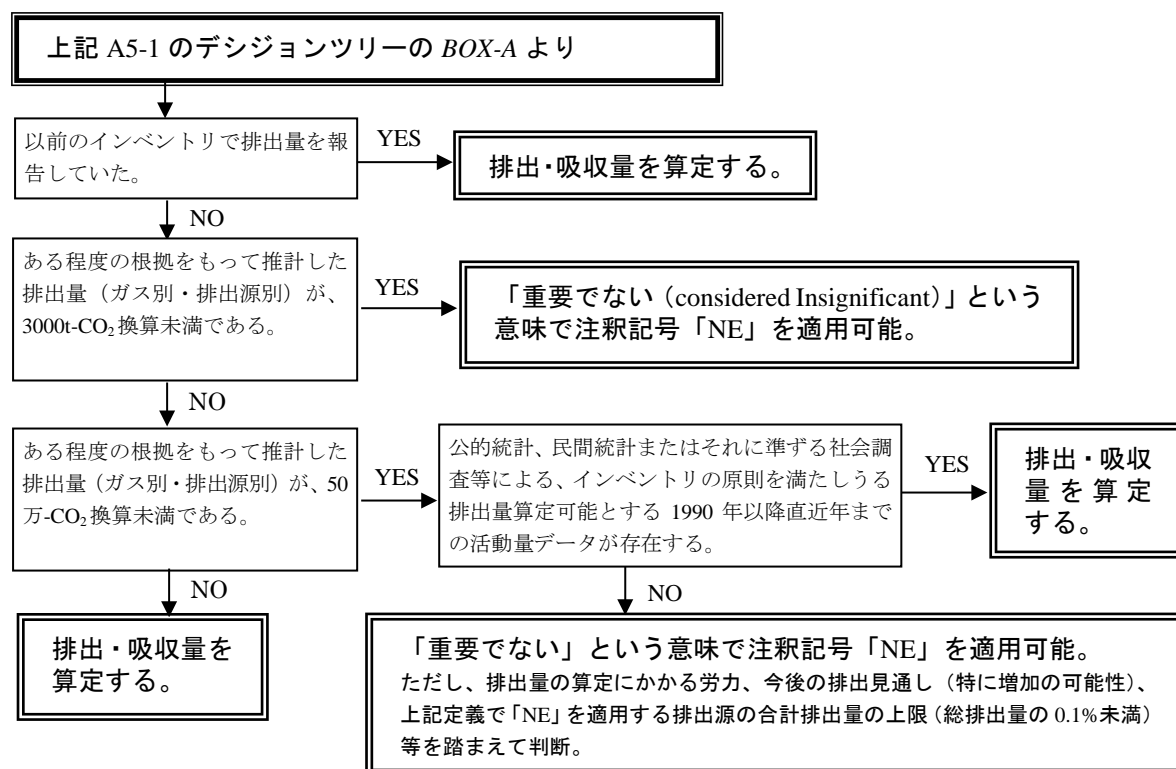 上記 A5-1 のデシジョンツリーの BOX-A より
以前のインベントリで排出量を報
告していた。
YES
排出・吸収量を算定する。
NO
ある程度の根拠をもって推計した
排出量（ガス別・排出源別）が、
3000t-CO₂換算未満である。
YES
「重要でない（considered Insignificant）」という
意味で注釈記号「NE」を適用可能。
NO
ある程度の根拠をもって推計した
排出量（ガス別・排出源別）が、50
万-CO₂換算未満である。
YES
公的統計、民間統計またはそれに準ずる社会調
査等による、インベントリの原則を満たしうる
排出量算定可能とする 1990 年以降直近年まで
の活動量データが存在する。
YES
排出・吸収
量を算定
する。
NO
排出・吸収量を
算定する。
NO
「重要でない」という意味で注釈記号「NE」を適用可能。
ただし、排出量の算定にかかる労力、今後の排出見通し（特に増加の可能性）、
上記定義で「NE」を適用する排出源の合計排出量の上限（総排出量の 0.1%未満）
等を踏まえて判断。